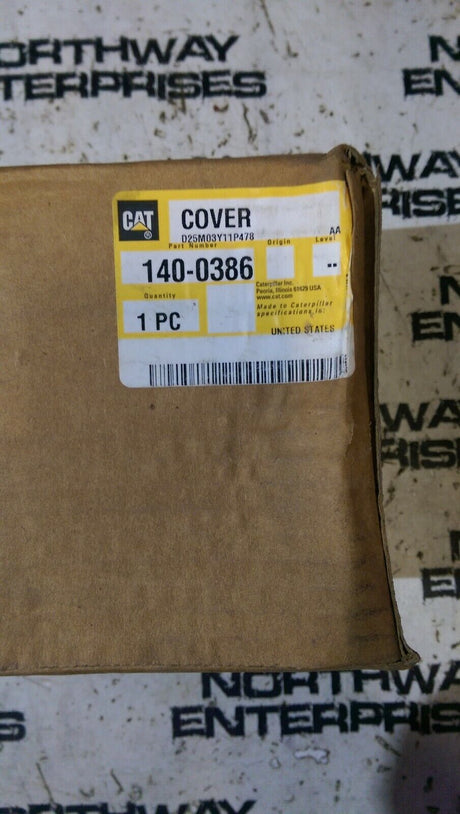 NORTHWAY
ENTERPRISES
CAT®
COVER
D25M03Y11P478
AA
Part Number
Origin
Level
140-0386
--
Caterpillar Inc.
Peoria, Illinois 61629 USA
www.cat.com
Quantity
Made to Caterpillar
specifications in:
1 PC
UNITED STATES
NORTHWAY
ENTERPRISES
NORTHWAY